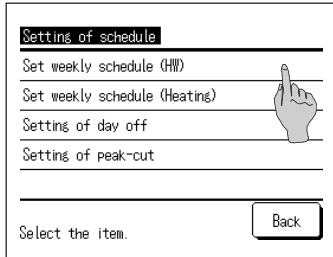 Setting of schedule
Set weekly schedule (HW)
Set weekly schedule (Heating)
Setting of day off
Setting of peak-cut
Select the item.
Back